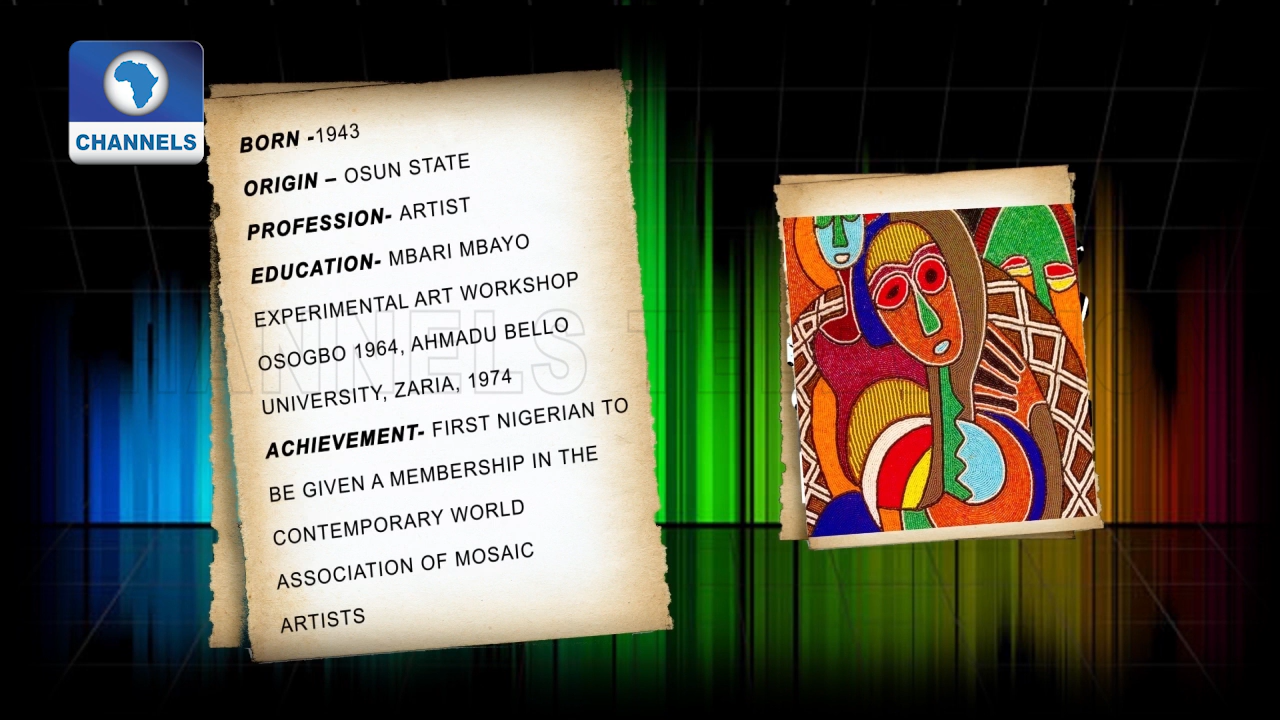 CHANNELS
BORN -1943
ORIGIN – OSUN STATE
PROFESSION- ARTIST
EDUCATION- MBARI MBAYO
EXPERIMENTAL ART WORKSHOP
OSOGBO 1964, AHMADU BELLO
UNIVERSITY, ZARIA, 1974
ACHIEVEMENT- FIRST NIGERIAN TO
BE GIVEN A MEMBERSHIP IN THE
CONTEMPORARY WORLD
ASSOCIATION OF MOSAIC
ARTISTS